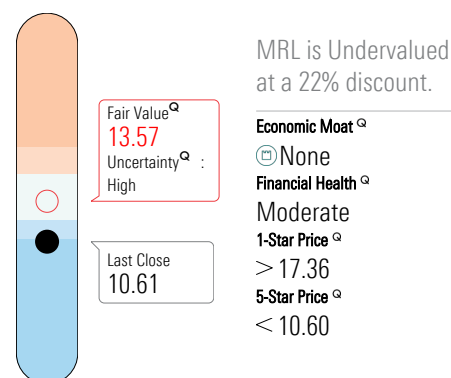 MRL is Undervalued
at a 22% discount.
Fair Value Q
13.57
Uncertainty Q :
High
Last Close
10.61
Economic Moat Q
None
Financial Health Q
Moderate
1-Star Price Q
> 17.36
5-Star Price Q
< 10.60